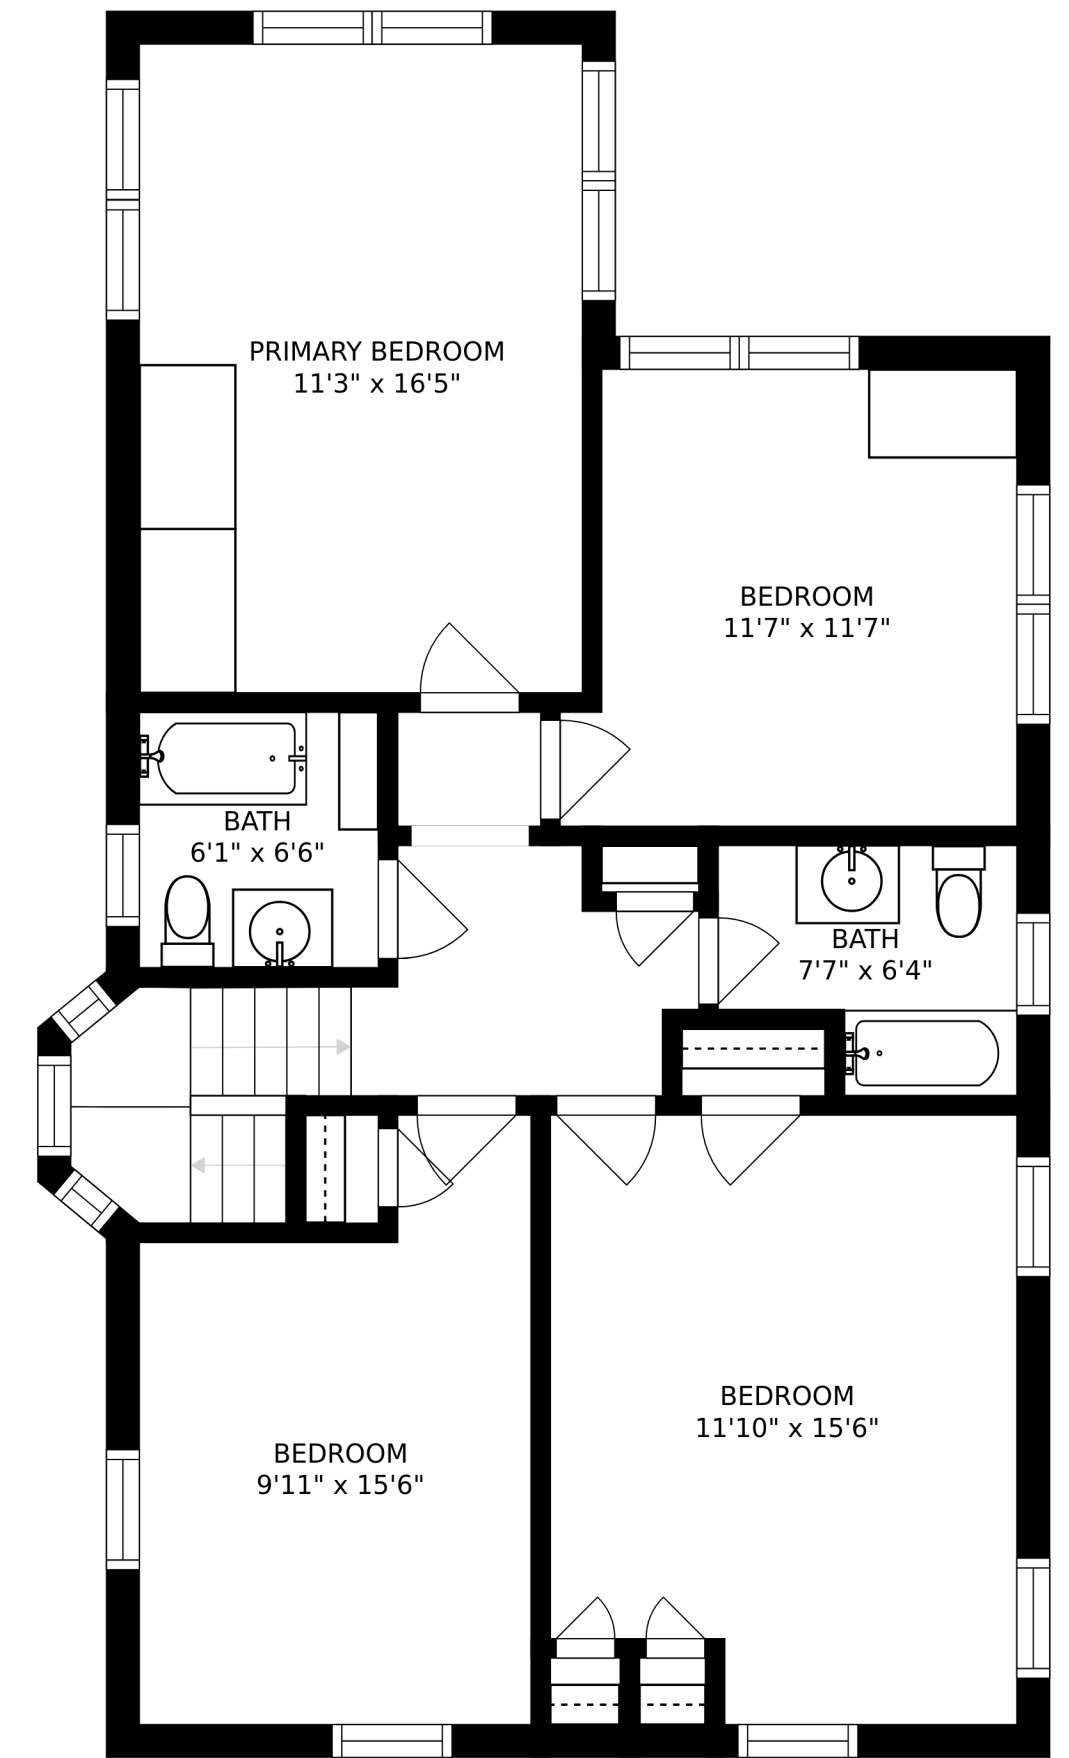 PRIMARY BEDROOM
11'3" x 16'5"
BEDROOM
11'7" x 11'7"
BATH
6'1" x 6'6"
BATH
7'7" x 6'4"
BEDROOM
11'10" x 15'6"
BEDROOM
9'11" x 15'6"